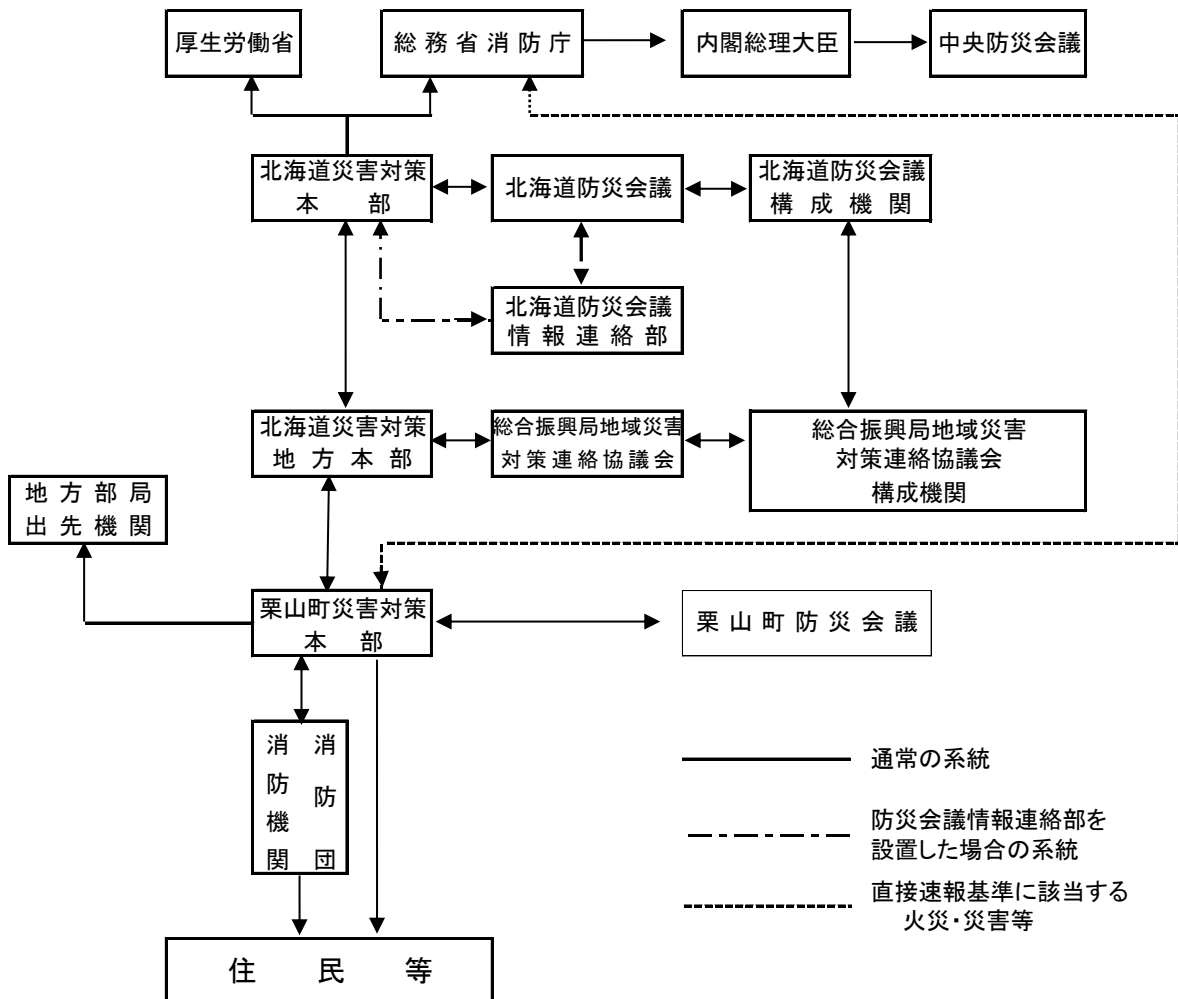 厚生労働省
総務省消防庁
内閣総理大臣
中央防災会議
北海道災害対策
本部
北海道防災会議
北海道防災会議
構成機関
北海道防災会議
情報連絡部
北海道災害対策
地方本部
総合振興局地域災害
対策連絡協議会
総合振興局地域災害
対策連絡協議会
構成機関
地方部局
出先機関
栗山町災害対策
本部
栗山町防災会議
消防機関
消防団
通常の系統
防災会議情報連絡部を
設置した場合の系統
直接速報基準に該当する
火災・災害等
住民等